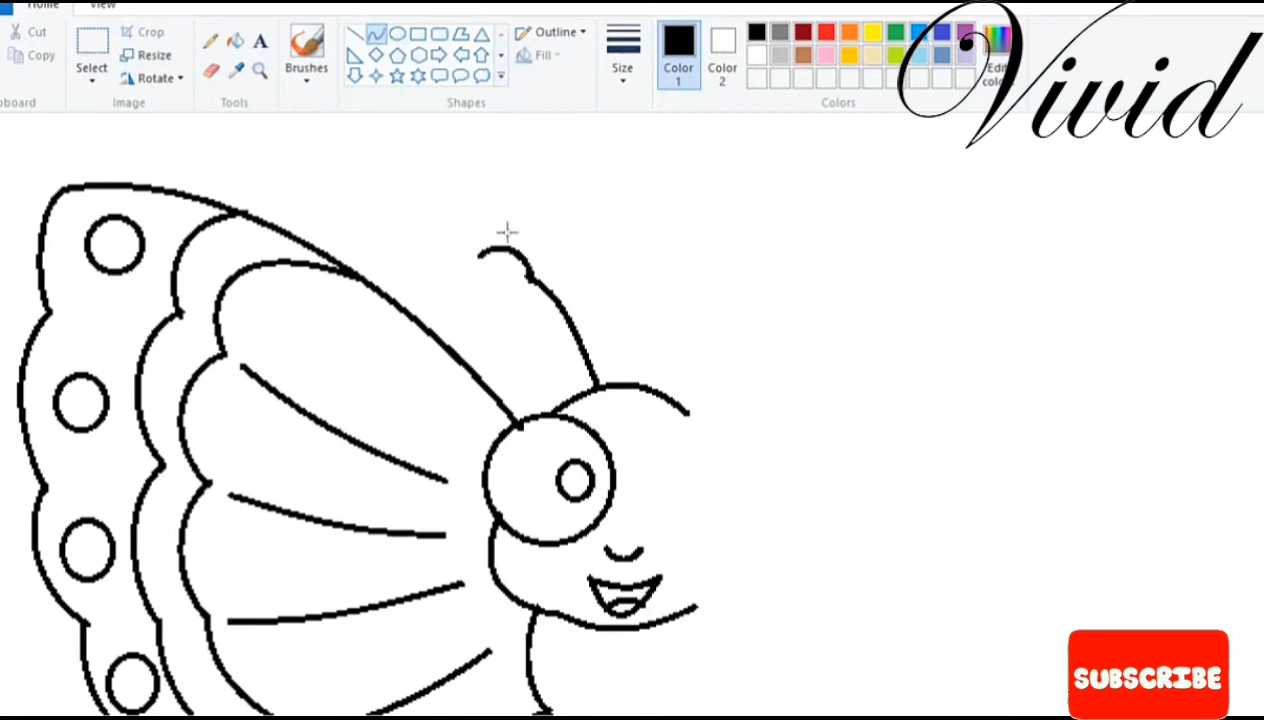 Home View
Cut
Copy
Select
Crop
Resize
Rotate
A
Brushes
Outline
Fill
Size
Color 1
Color 2
Edit
Image
Tools
Shapes
Colors
Vivid
SUBSCRIBE